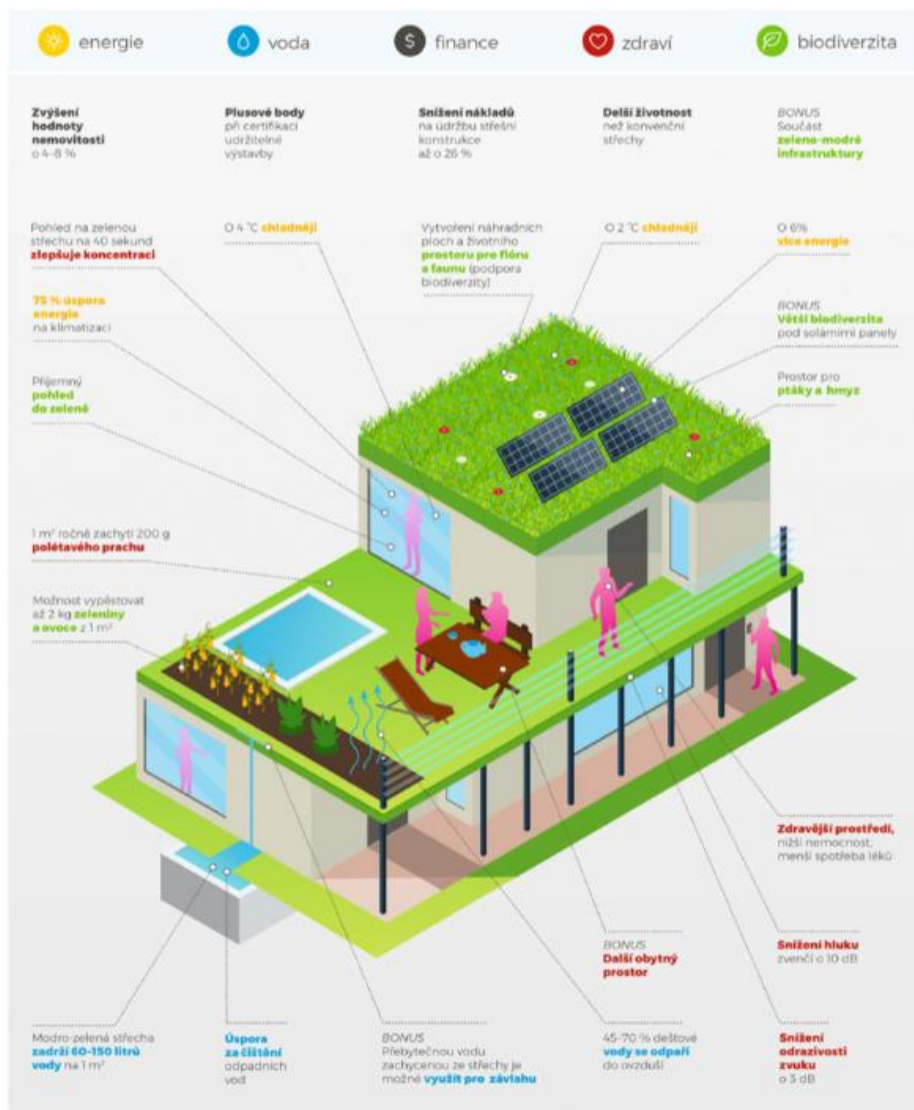 energie
voda
$ finance
zdraví
biodiverzita
Zvýšení
hodnoty
nemovitosti
o 4-8 %
Plusové body
při certifikaci
udržitelné
výstavby
Snížení nákladů
na údržbu střešní
konstrukce
až o 26 %
Delší životnost
než konvenční
střechy
BONUS
Součást
zeleno-modré
infrastruktury
Pohled na zelenou
střechu na 40 sekund
zlepšuje koncentraci
O 4 °C chladněji
Vytvoření náhradních
ploch a životního
prostoru pro flóru
a faunu (podpora
biodiverzity)
O 2 °C chladněji
O 6%
více energie
75 % úspora
energie
na klimatizaci
BONUS
Větší biodiverzita
pod solárními panely
Příjemný
pohled
do zeleně
Prostor pro
ptáky a hmyz
1 m² ročně zachytí 200 g
polétavého prachu
Možnost vypěstovat
až 2 kg zeleniny
a ovoce z 1 m²
Zdravější prostředí,
nižší nemocnost,
menší spotřeba léků
BONUS
Další obytný
prostor
Snížení hluku
zvenčí o 10 dB
Modro-zelená střecha
zadrží 60-150 litrů
vody na 1 m²
Úspora
za čištění
odpadních
vod
BONUS
Přebytečnou vodu
zachycenou ze střechy je
možné využít pro závlahu
45-70 % dešťové
vody se odpaří
do ovzduší
Snížení
odrazivosti
zvuku
o 3 dB